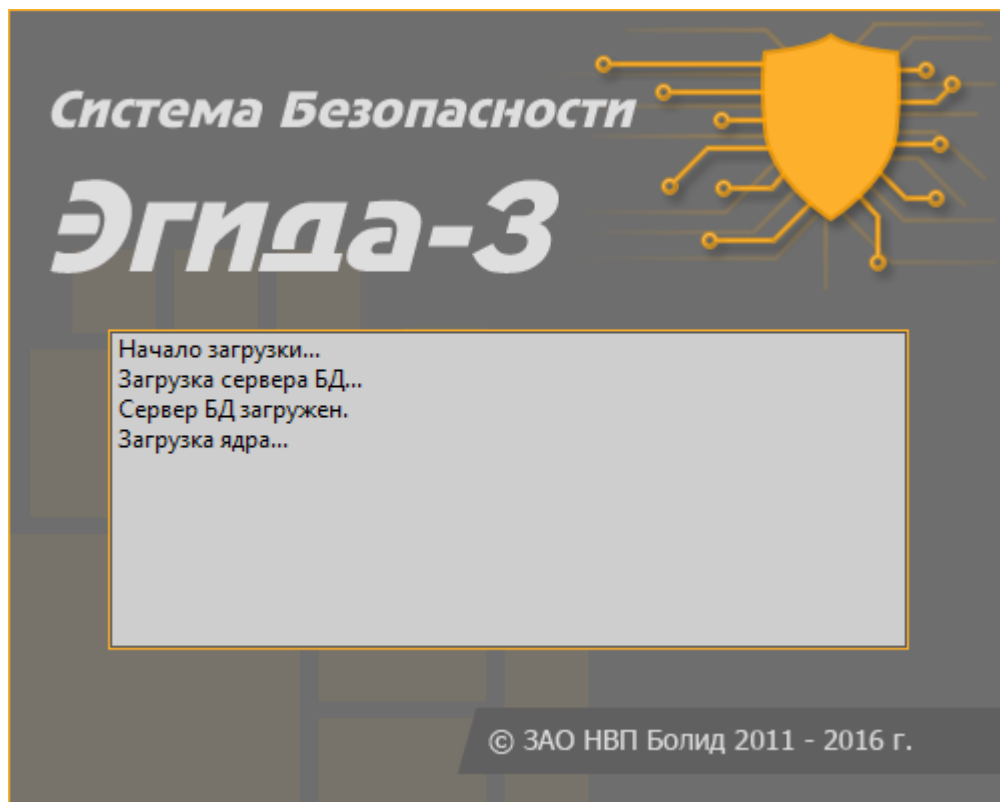 Система Безопасности
Эгида-3
Начало загрузки...
Загрузка сервера БД...
Сервер БД загружен.
Загрузка ядра...
© ЗАО НВП Болид 2011 - 2016 г.